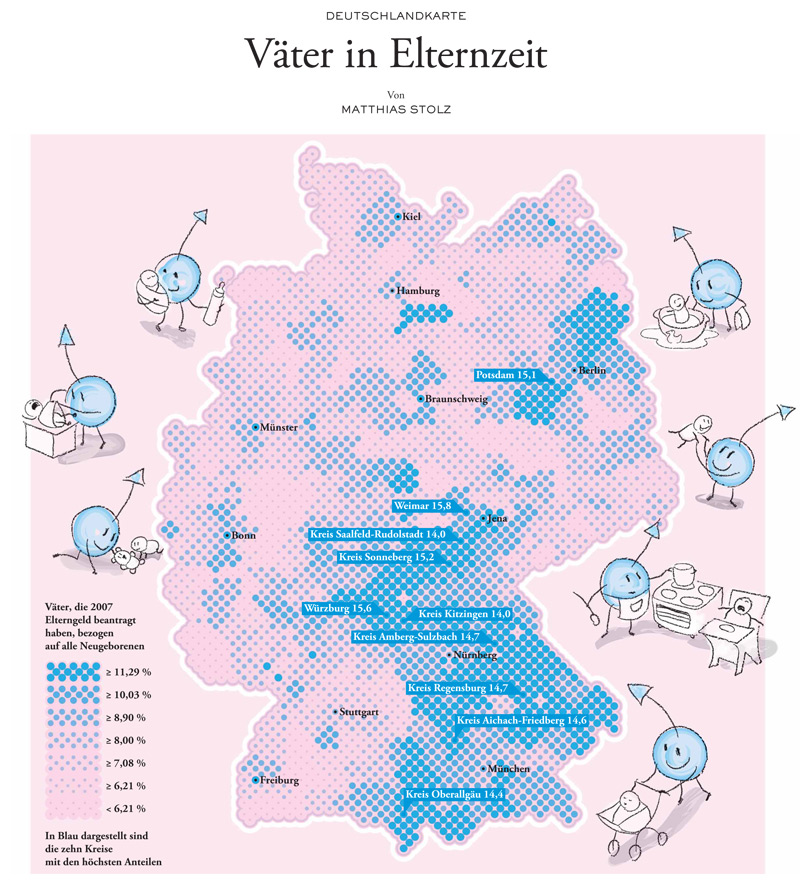 DEUTSCHLANDKARTE
Väter in Elternzeit
Von
MATTHIAS STOLZ
Kiel
Hamburg
Potsdam 15,1
Berlin
Braunschweig
Münster
Weimar 15,8
Jena
Kreis Saalfeld-Rudolstadt 14,0
Bonn
Kreis Sonneberg 15,2
Würzburg 15,6
Kreis Kitzingen 14,0
Kreis Amberg-Sulzbach 14,7
Nürnberg
Kreis Regensburg 14,7
Stuttgart
Kreis Aichach-Friedberg 14,6
München
Freiburg
Kreis Oberallgäu 14,4
Väter, die 2007
Elterngeld beantragt
haben, bezogen
auf alle Neugeborenen
≥ 11,29 %
≥ 10,03 %
≥ 8,90 %
≥ 8,00 %
≥ 7,08 %
≥ 6,21 %
< 6,21 %
In Blau dargestellt sind
die zehn Kreise
mit den höchsten Anteilen